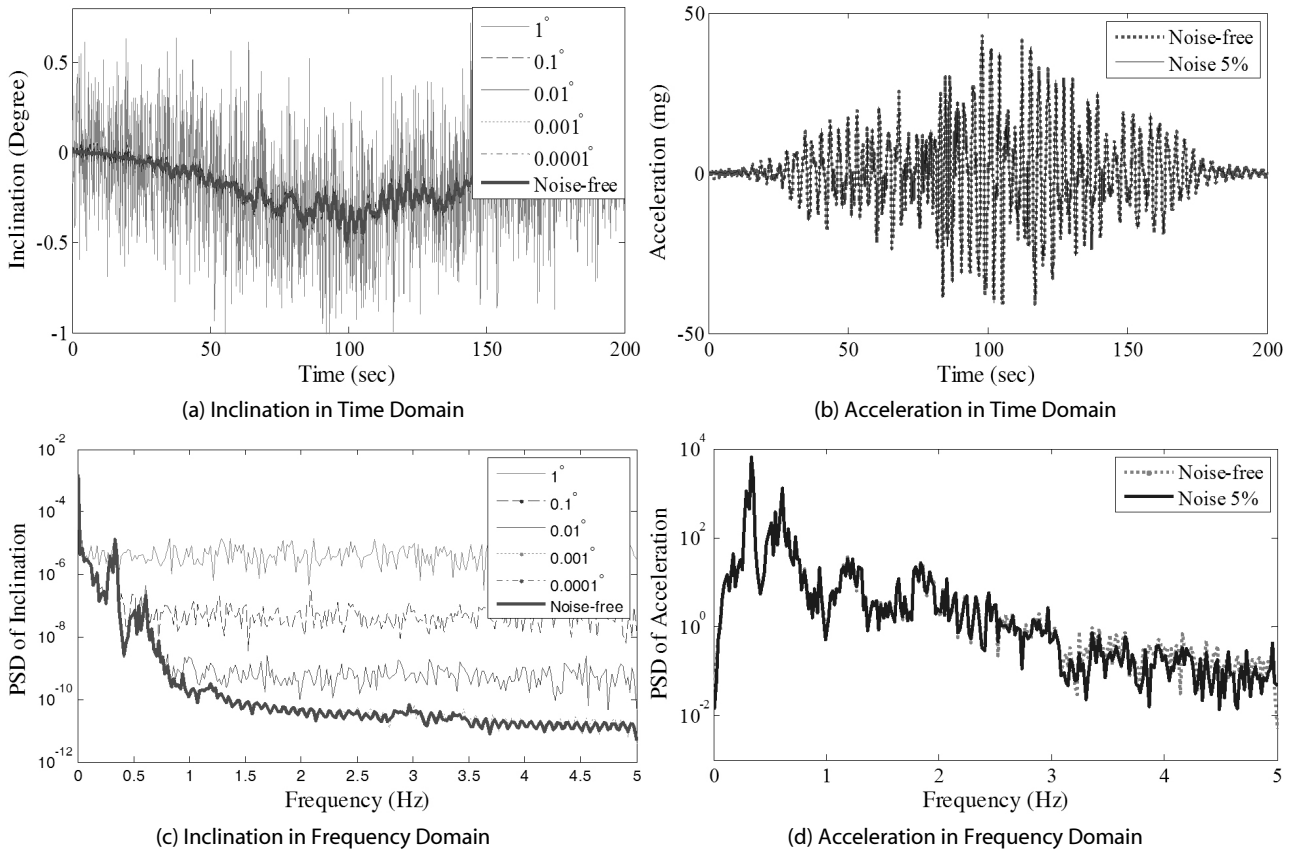 1°
0.1°
0.01°
0.001°
0.0001°
Noise-free
0.5
0
-0.5
-1
0 50 100 150 200
Inclination (Degree)
Time (sec)
(a) Inclination in Time Domain
Noise-free
Noise 5%
50
0
-50
0 50 100 150 200
Acceleration (mg)
Time (sec)
(b) Acceleration in Time Domain
1°
0.1°
0.01°
0.001°
0.0001°
Noise-free
10^-2
10^-4
10^-6
10^-8
10^-10
10^-12
0 0.5 1 1.5 2 2.5 3 3.5 4 4.5 5
PSD of Inclination
Frequency (Hz)
(c) Inclination in Frequency Domain
Noise-free
Noise 5%
10^4
10^2
10^0
10^-2
0 1 2 3 4 5
PSD of Acceleration
Frequency (Hz)
(d) Acceleration in Frequency Domain